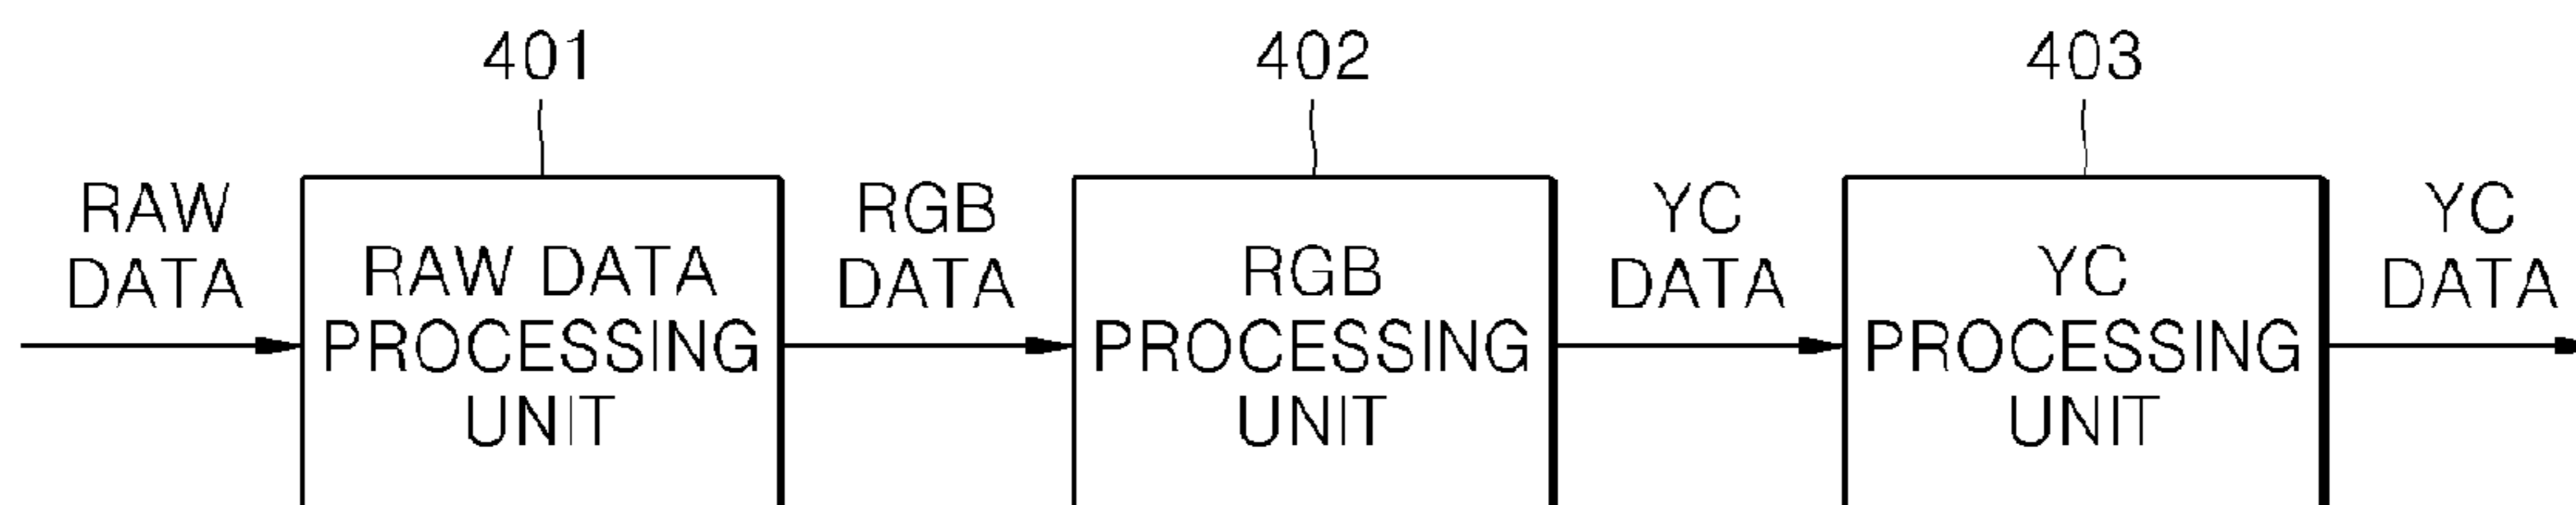 401
402
403
RAW
DATA
RAW DATA
PROCESSING
UNIT
RGB
DATA
RGB
PROCESSING
UNIT
YC
DATA
YC
PROCESSING
UNIT
YC
DATA